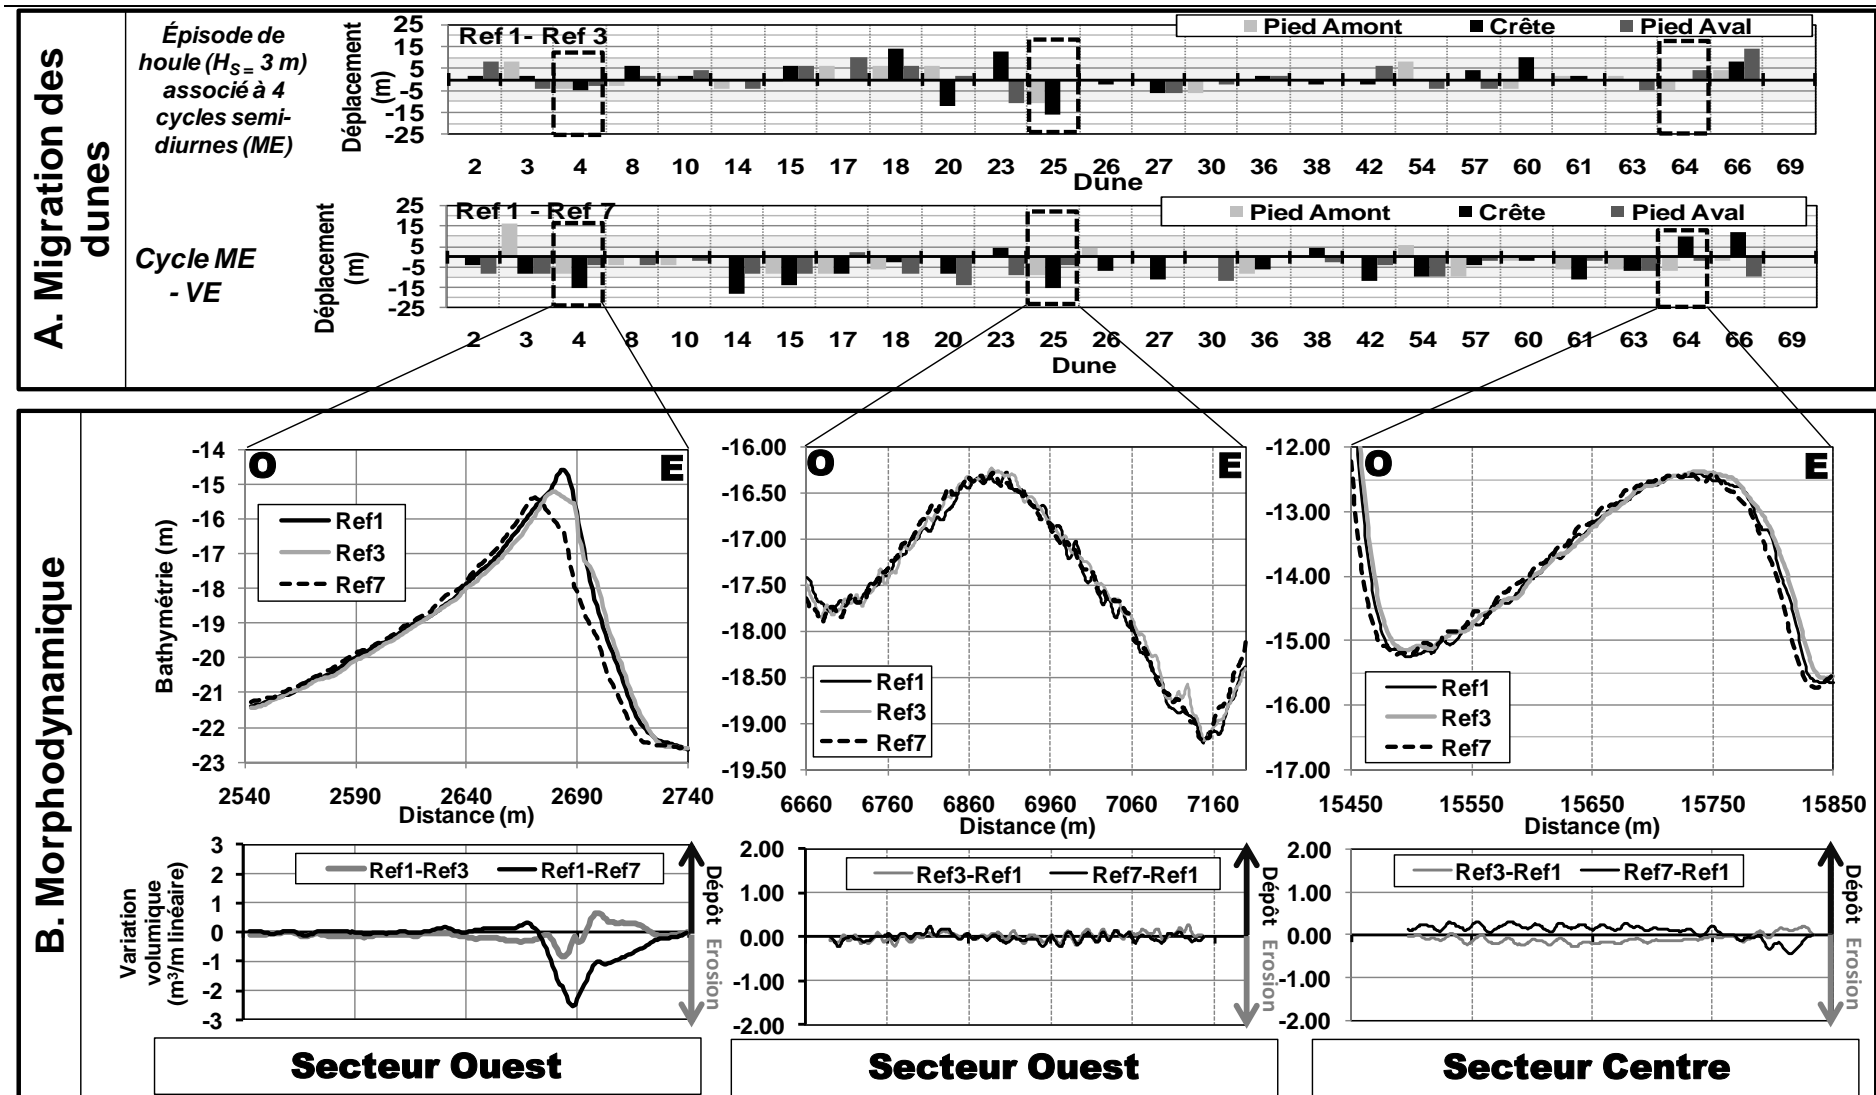 A. Migration des dunes
Épisode de
houle (HS = 3 m)
associé à 4
cycles semi-
diurnes (ME)
Déplacement (m)
25
15
5
-5
-15
-25
Ref 1- Ref 3
Pied Amont Crête Pied Aval
2 3 4 8 10 14 15 17 18 20 23 25 26 27 30 36 38 42 54 57 60 61 63 64 66 69
Dune
Cycle ME
- VE
Déplacement (m)
25
15
5
-5
-15
-25
Ref 1 - Ref 7
Pied Amont Crête Pied Aval
2 3 4 8 10 14 15 17 18 20 23 25 26 27 30 36 38 42 54 57 60 61 63 64 66 69
Dune
B. Morphodynamique
Bathymétrie (m)
-14
-15
-16
-17
-18
-19
-20
-21
-22
-23
O E
Ref1
Ref3
Ref7
2540 2590 2640 2690 2740
Distance (m)
-16.00
-16.50
-17.00
-17.50
-18.00
-18.50
-19.00
-19.50
O E
Ref1
Ref3
Ref7
6660 6760 6860 6960 7060 7160
Distance (m)
-12.00
-13.00
-14.00
-15.00
-16.00
-17.00
O E
Ref1
Ref3
Ref7
15450 15550 15650 15750 15850
Distance (m)
Variation
volumique
(m³/m linéaire)
3
2
1
0
-1
-2
-3
Ref1-Ref3 Ref1-Ref7
Dépôt
Erosion
2.00
1.00
0.00
-1.00
-2.00
Ref3-Ref1 Ref7-Ref1
Dépôt
Erosion
2.00
1.00
0.00
-1.00
-2.00
Ref3-Ref1 Ref7-Ref1
Dépôt
Erosion
Secteur Ouest
Secteur Ouest
Secteur Centre